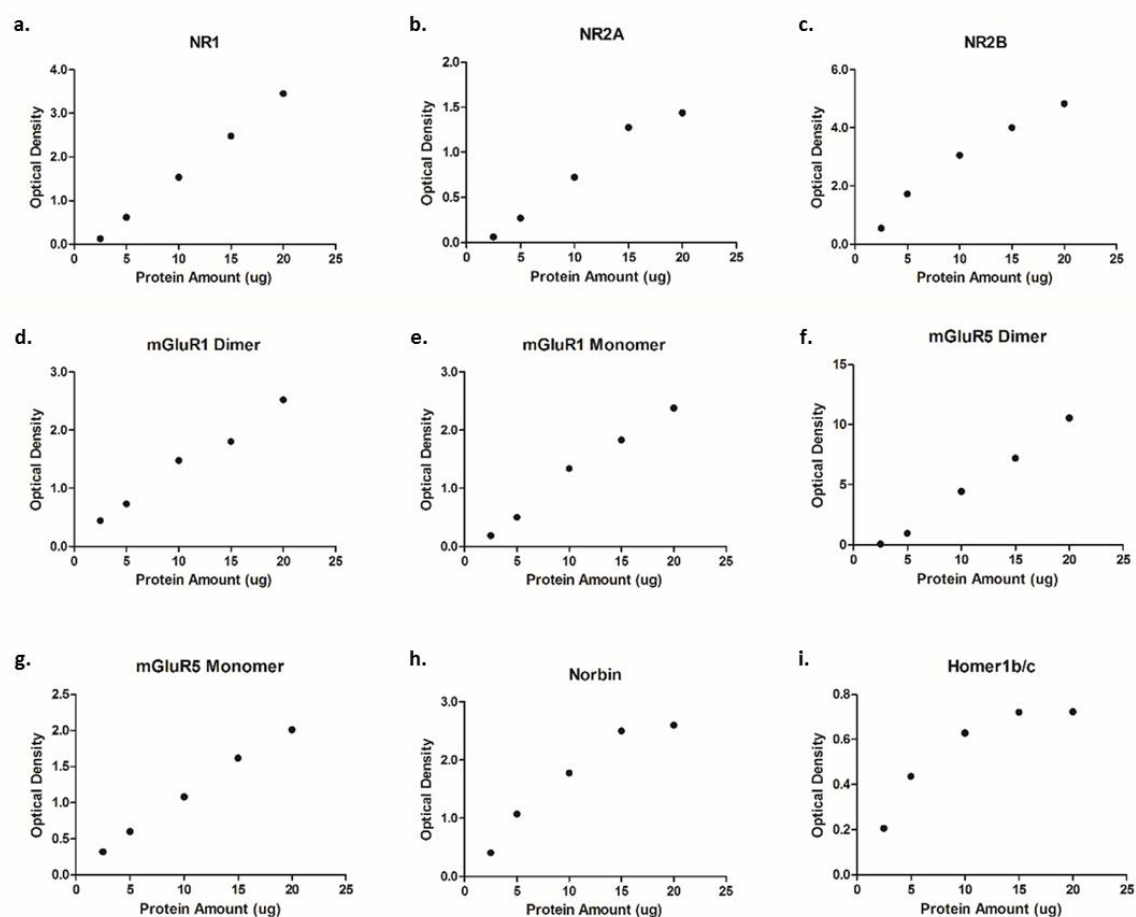 a.
NR1
4.0
3.0
2.0
1.0
0.0
Optical Density
0 5 10 15 20 25
Protein Amount (ug)
b.
NR2A
2.0
1.5
1.0
0.5
0.0
Optical Density
0 5 10 15 20 25
Protein Amount (ug)
c.
NR2B
6.0
4.0
2.0
0.0
Optical Density
0 5 10 15 20 25
Protein Amount (ug)
d.
mGluR1 Dimer
3.0
2.0
1.0
0.0
Optical Density
0 5 10 15 20 25
Protein Amount (ug)
e.
mGluR1 Monomer
3.0
2.0
1.0
0.0
Optical Density
0 5 10 15 20 25
Protein Amount (ug)
f.
mGluR5 Dimer
15
10
5
0
Optical Density
0 5 10 15 20 25
Protein Amount (ug)
g.
mGluR5 Monomer
2.5
2.0
1.5
1.0
0.5
0.0
Optical Density
0 5 10 15 20 25
Protein Amount (ug)
h.
Norbin
3.0
2.0
1.0
0.0
Optical Density
0 5 10 15 20 25
Protein Amount (ug)
i.
Homer1b/c
0.8
0.6
0.4
0.2
0.0
Optical Density
0 5 10 15 20 25
Protein Amount (ug)